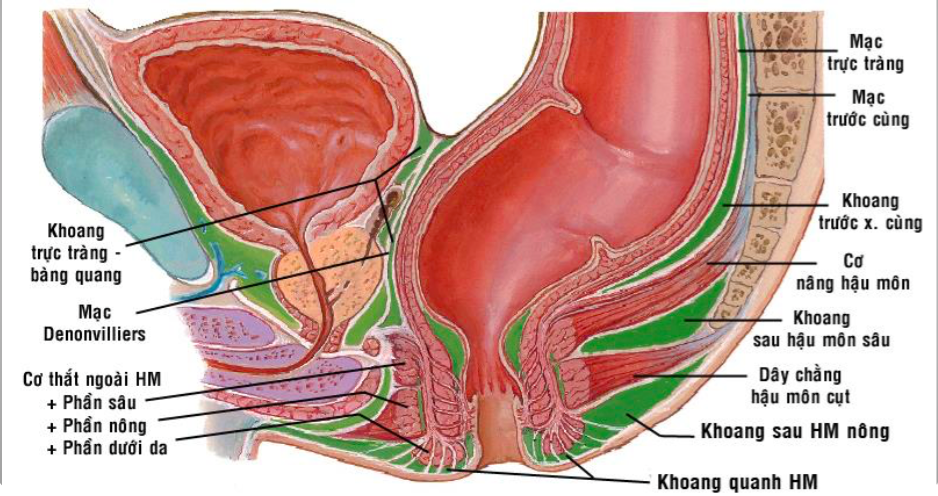 Mạc
trực tràng
Mạc
trước cùng
Khoang
trước x. cùng
Cơ
nâng hậu môn
Khoang
sau hậu môn sâu
Dây chằng
hậu môn cụt
Khoang sau HM nông
Khoang quanh HM
Khoang
trực tràng -
bàng quang
Mạc
Denonvilliers
Cơ thắt ngoài HM
+ Phần sâu
+ Phần nông
+ Phần dưới da